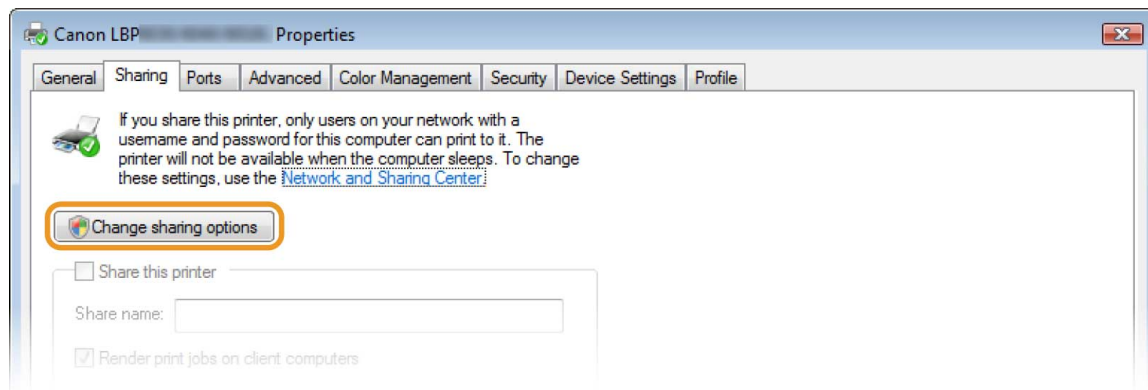 Canon LBP Properties
General Sharing Ports Advanced Color Management Security Device Settings Profile
If you share this printer, only users on your network with a
username and password for this computer can print to it. The
printer will not be available when the computer sleeps. To change
these settings, use the Network and Sharing Center.
Change sharing options
Share this printer
Share name:
Render print jobs on client computers